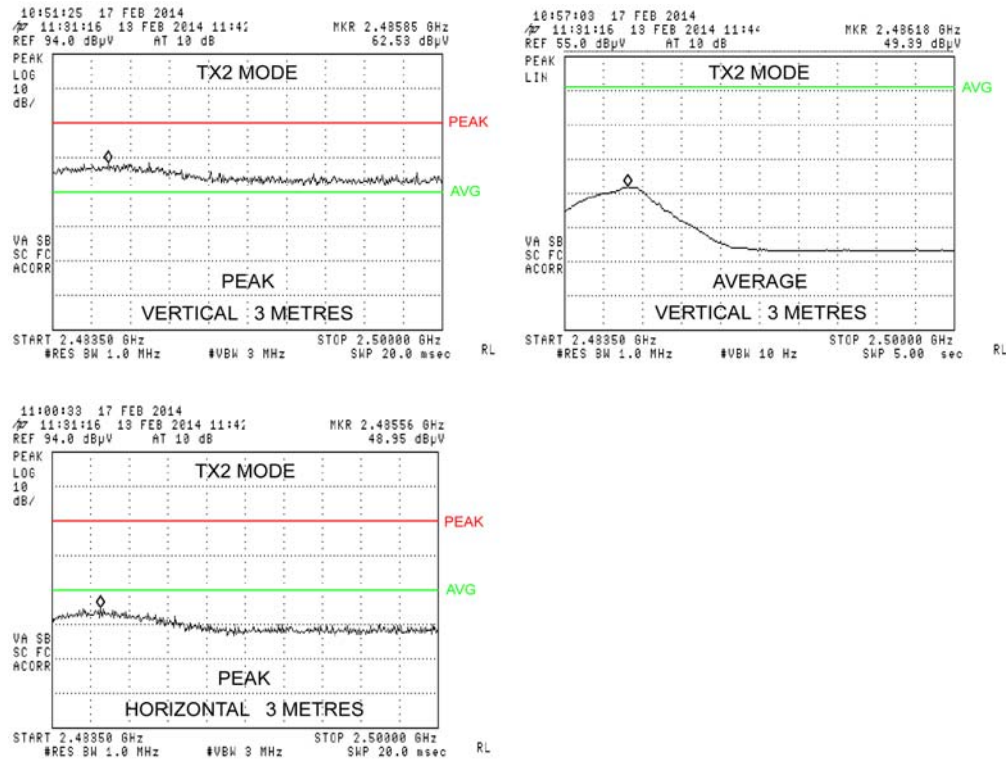 10:51:25 17 FEB 2014
hp 11:31:16 13 FEB 2014 11:42
MKR 2.48585 GHz
REF 94.0 dBµV AT 10 dB 62.53 dBµV
PEAK
LOG
10
dB/
TX2 MODE
PEAK
AVG
VA SB
SC FC
ACORR
PEAK
VERTICAL 3 METRES
START 2.48350 GHz STOP 2.50000 GHz
#RES BW 1.0 MHz #VBW 3 MHz SWP 20.0 msec RL
10:57:03 17 FEB 2014
hp 11:31:16 13 FEB 2014 MKR 2.48618 GHz
REF 55.0 dBµV AT 10 dB 49.39 dBµV
PEAK
LIN
TX2 MODE
AVG
VA SB
SC FC
ACORR
AVERAGE
VERTICAL 3 METRES
START 2.48350 GHz STOP 2.50000 GHz
#RES BW 1.0 MHz #VBW 10 Hz SWP 5.00 sec RL
11:00:33 17 FEB 2014
hp 11:31:16 13 FEB 2014 11:42
MKR 2.48556 GHz
REF 94.0 dBµV AT 10 dB 48.95 dBµV
PEAK
LOG
10
dB/
TX2 MODE
PEAK
AVG
VA SB
SC FC
ACORR
PEAK
HORIZONTAL 3 METRES
START 2.48350 GHz STOP 2.50000 GHz
#RES BW 1.0 MHz #VBW 3 MHz SWP 20.0 msec RL